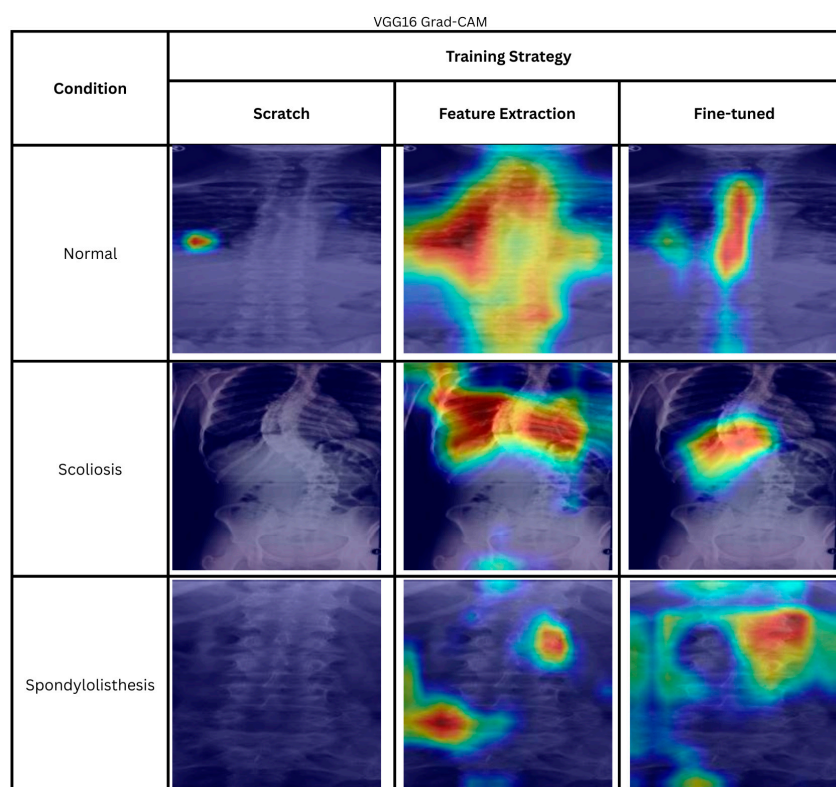 VGG16 Grad-CAM
Condition
Training Strategy
Scratch
Feature Extraction
Fine-tuned
Normal
Scoliosis
Spondylolisthesis